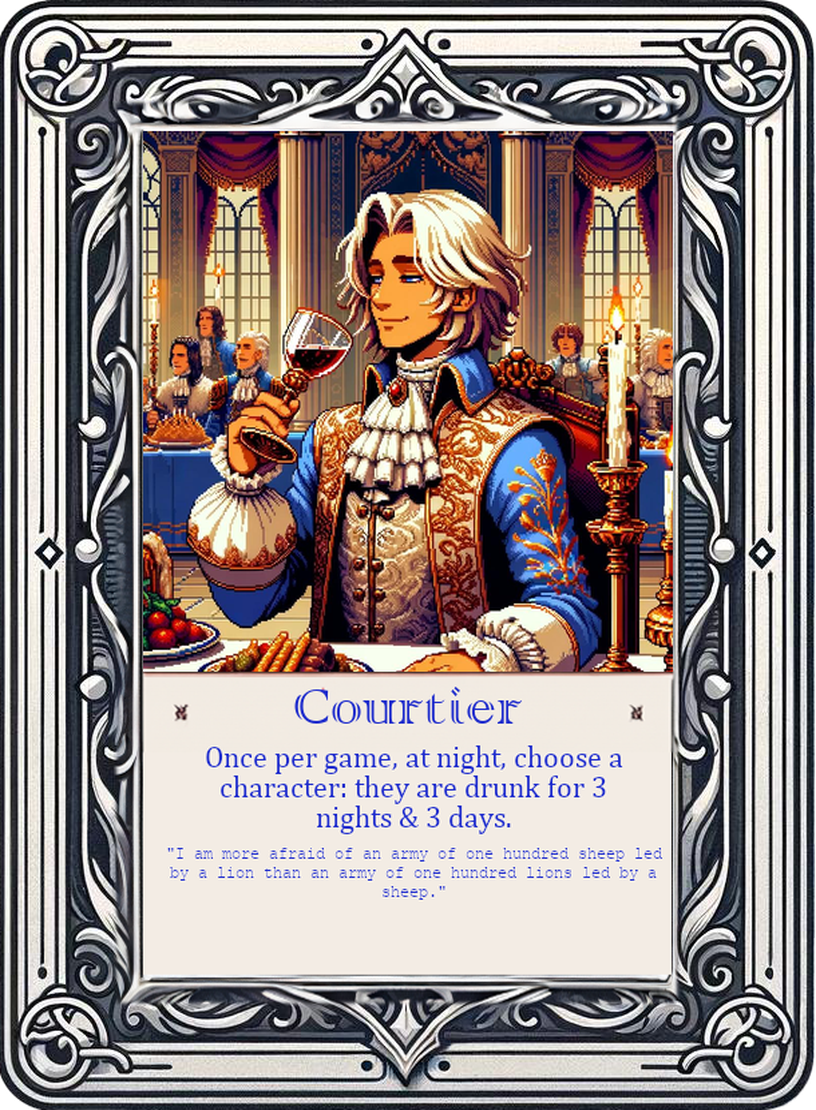 Courtier
Once per game, at night, choose a
character: they are drunk for 3
nights & 3 days.
"I am more afraid of an army of one hundred sheep led
by a lion than an army of one hundred lions led by a
sheep."